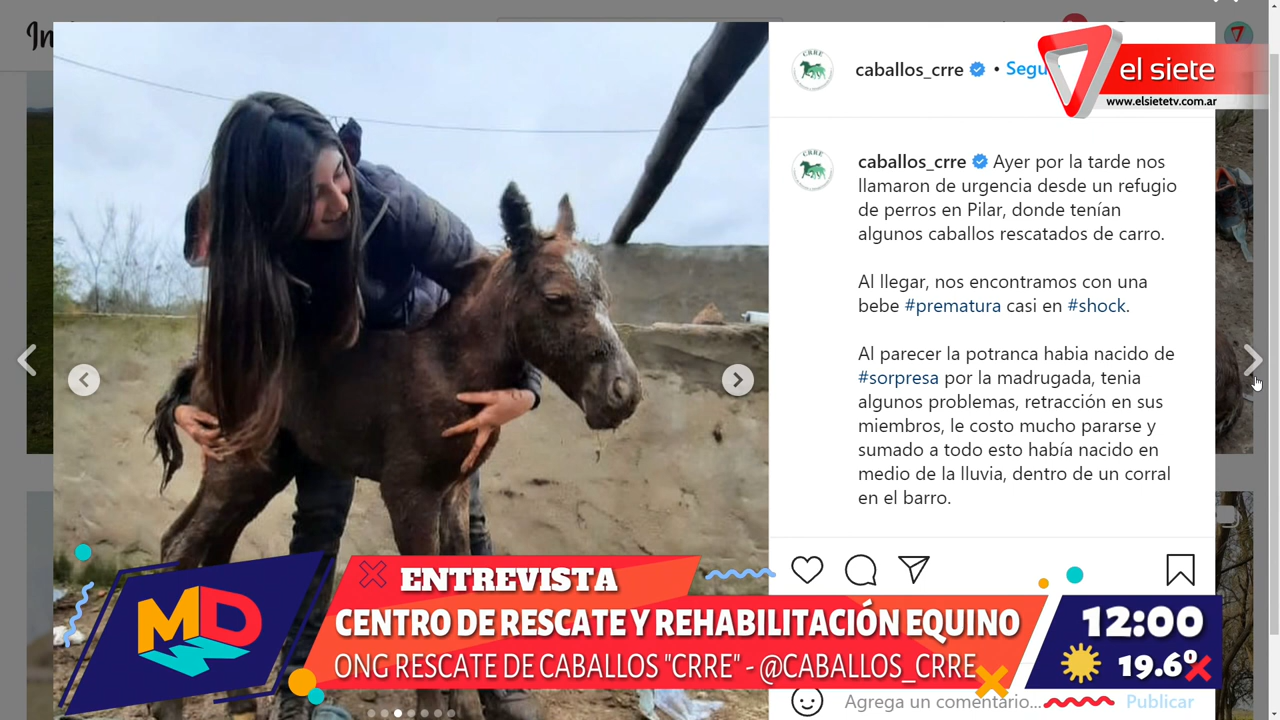 In
caballos_crre • Segu
el siete
www.elsietetv.com.ar
CRRE
CRRE
caballos_crre Ayer por la tarde nos
llamaron de urgencia desde un refugio
de perros en Pilar, donde tenían
algunos caballos rescatados de carro.
Al llegar, nos encontramos con una
bebe #prematura casi en #shock.
Al parecer la potranca habia nacido de
#sorpresa por la madrugada, tenia
algunos problemas, retracción en sus
miembros, le costo mucho pararse y
sumado a todo esto había nacido en
medio de la lluvia, dentro de un corral
en el barro.
MD
ENTREVISTA
CENTRO DE RESCATE Y REHABILITACIÓN EQUINO
ONG RESCATE DE CABALLOS "CRRE" - @CABALLOS_CRRE
12:00
19.6º
Agrega un comentario...
Publicar